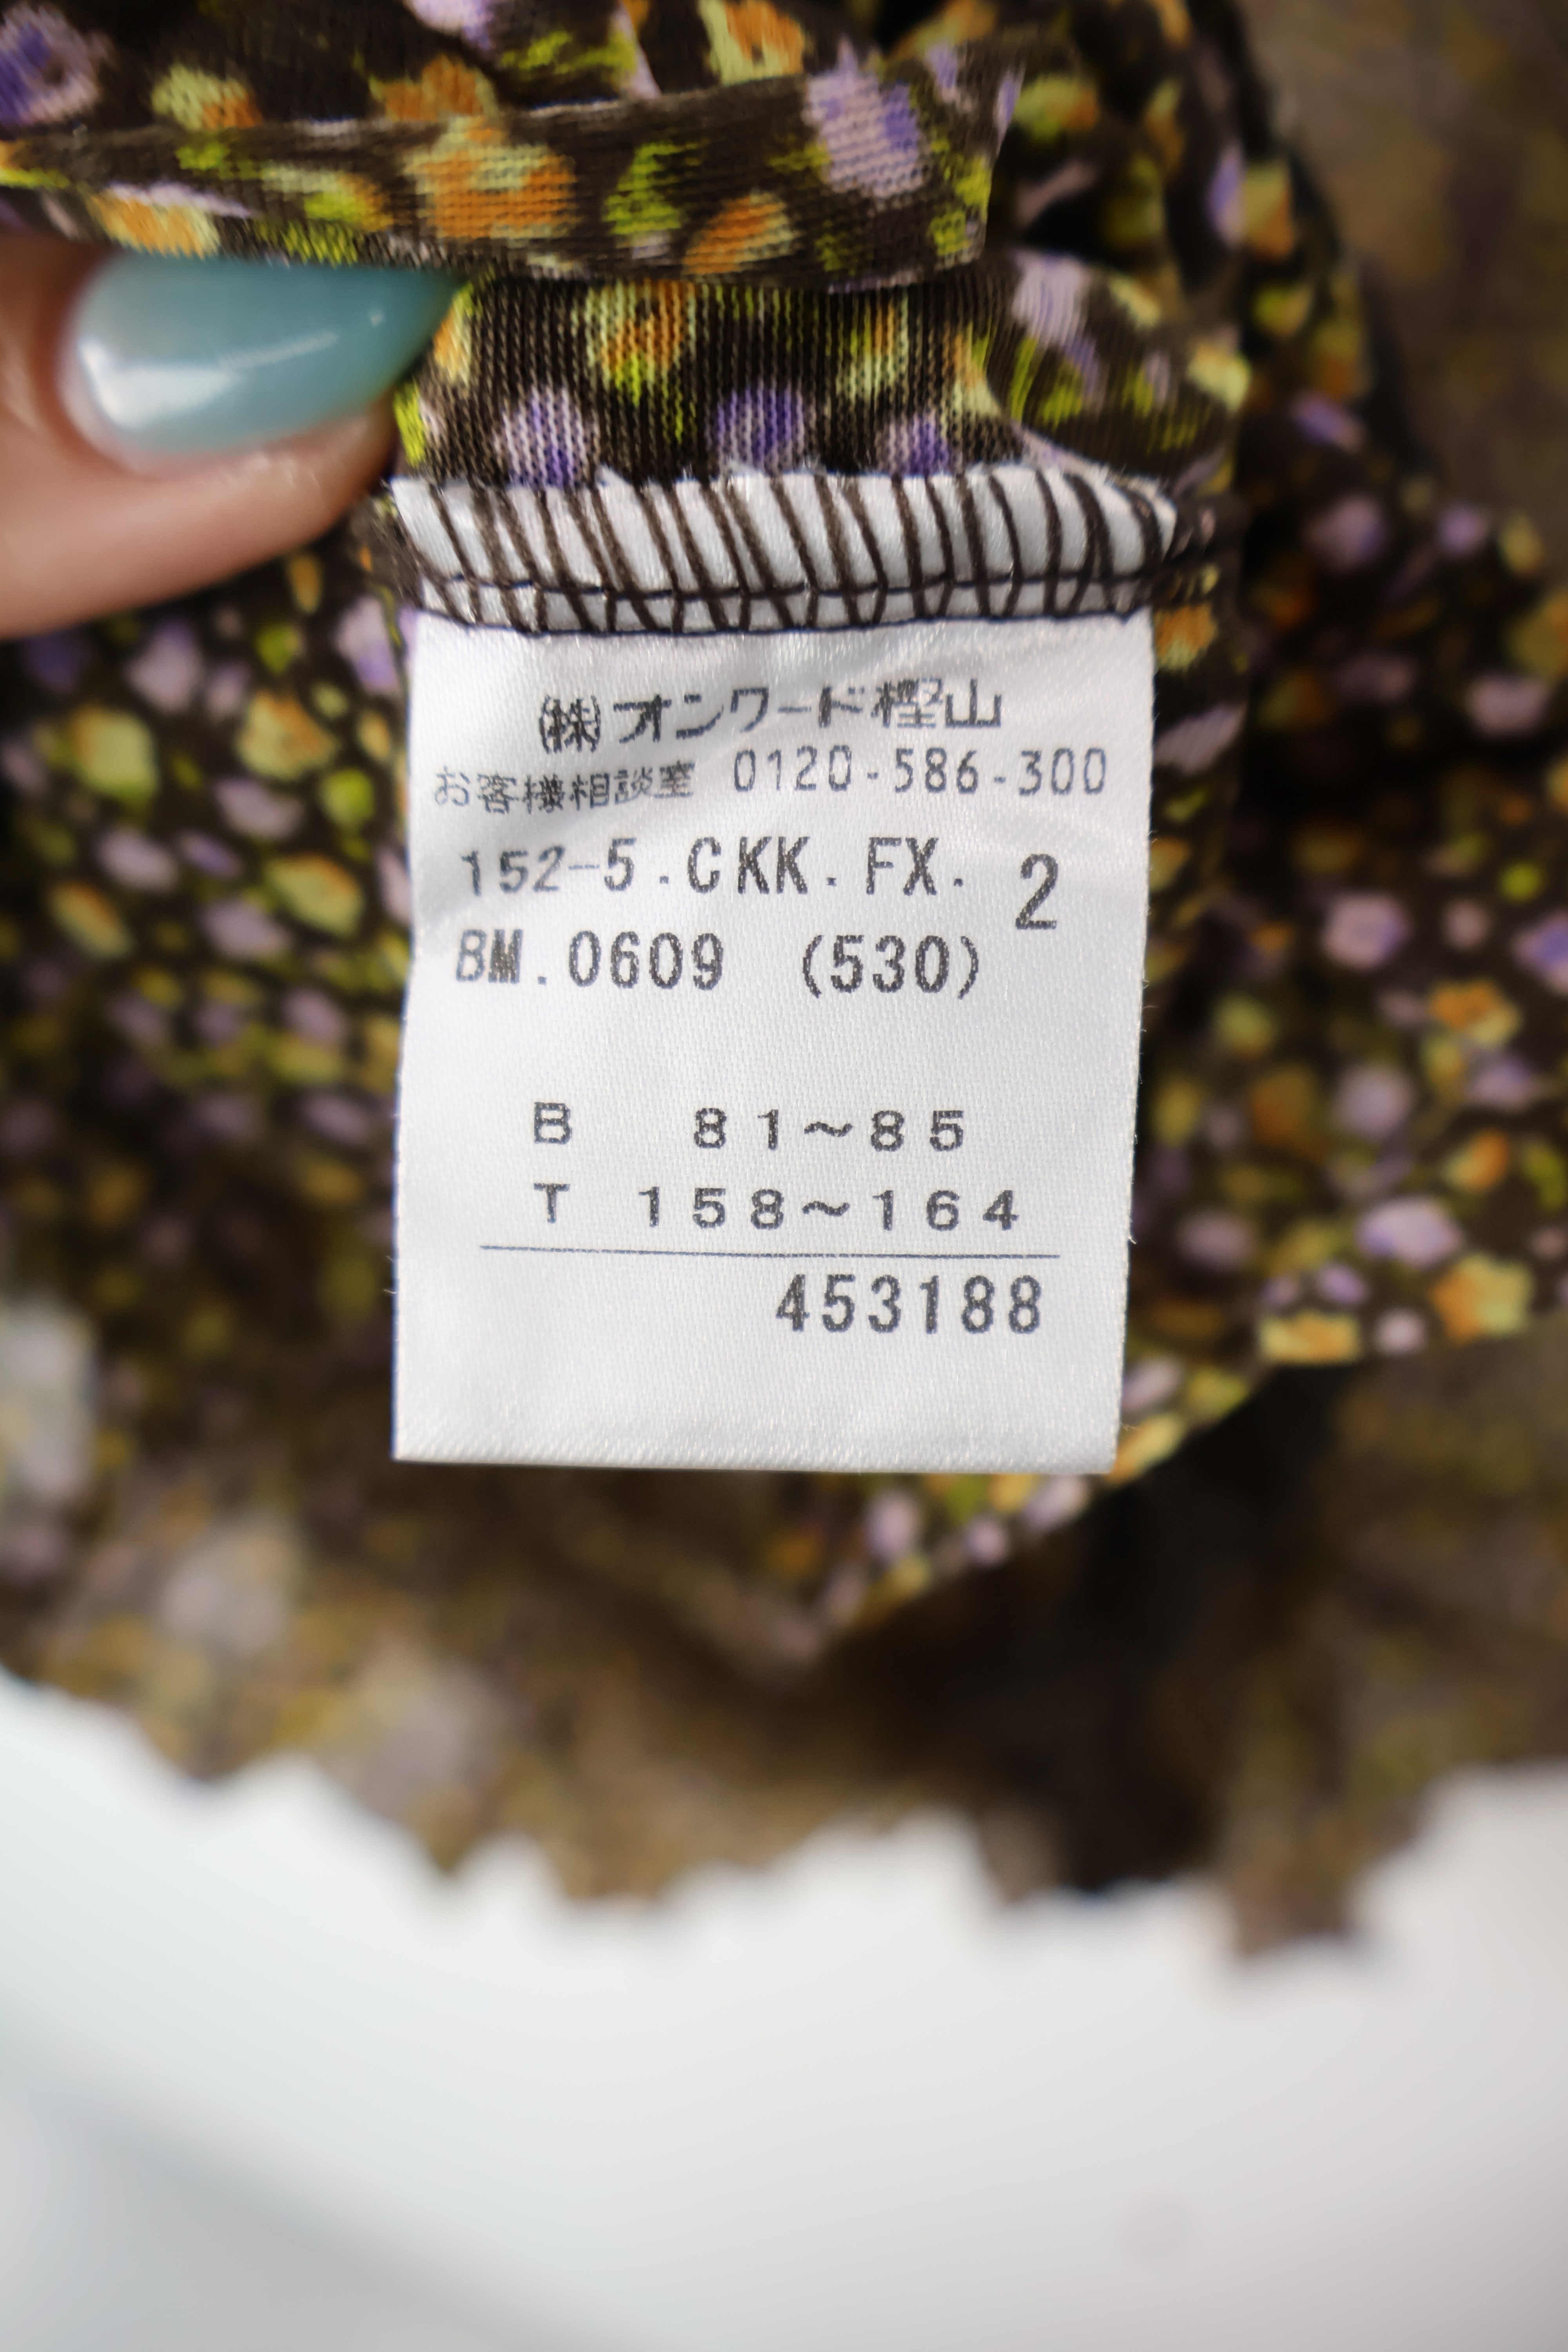 ㈱オンワード樫山
お客様相談室 0120-586-300
152-5.CKK.FX. 2
BM.0609 (530)
B 81~85
T 158~164
453188